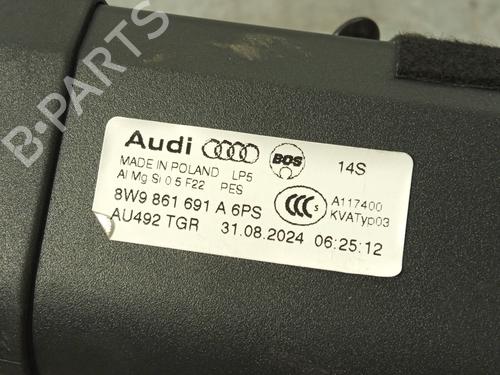 B-PARTS
Audi BOS 14S
MADE IN POLAND LP5
Al Mg Si 0 5 F22 PES
8W9 861 691 A 6PS
CCC S A117400
KVATyp03
AU492 TGR 31.08.2024 06:25:12